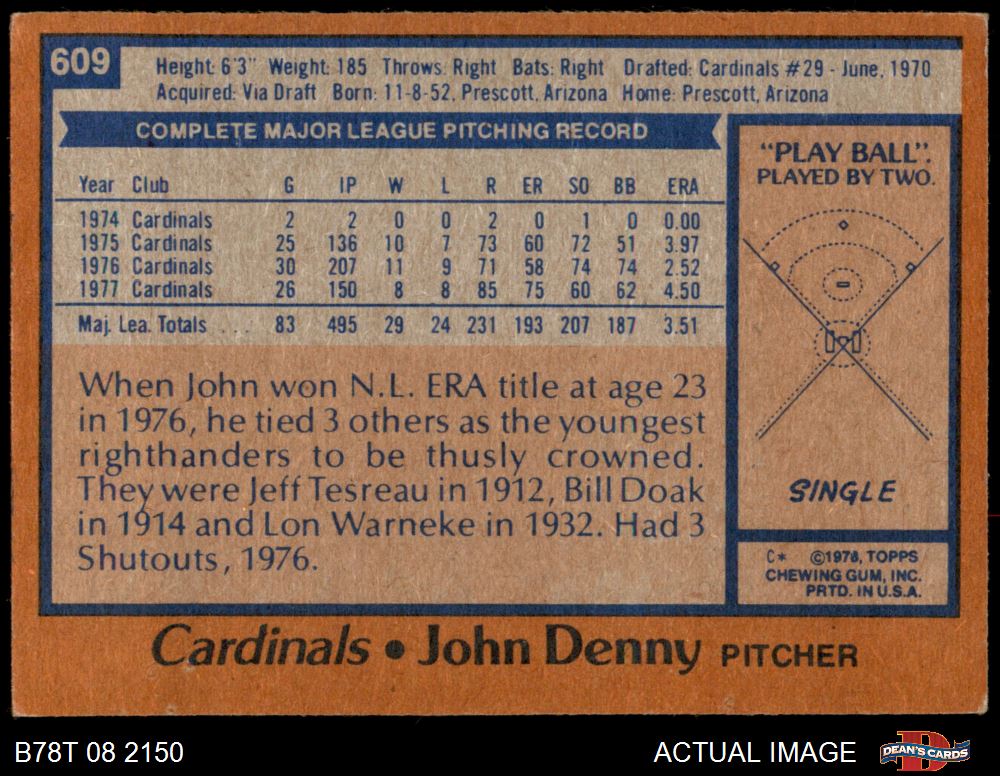 609
Height: 6'3" Weight: 185 Throws: Right Bats: Right Drafted: Cardinals #29 - June, 1970
Acquired: Via Draft Born: 11-8-52, Prescott, Arizona Home: Prescott, Arizona
COMPLETE MAJOR LEAGUE PITCHING RECORD
Year Club G IP W L R ER SO BB ERA
1974 Cardinals 2 2 0 0 2 0 1 0 0.00
1975 Cardinals 25 136 10 7 73 60 72 51 3.97
1976 Cardinals 30 207 11 9 71 58 74 74 2.52
1977 Cardinals 26 150 8 8 85 75 60 62 4.50
Maj. Lea. Totals . . . 83 495 29 24 231 193 207 187 3.51
When John won N.L. ERA title at age 23
in 1976, he tied 3 others as the youngest
righthanders to be thusly crowned.
They were Jeff Tesreau in 1912, Bill Doak
in 1914 and Lon Warneke in 1932. Had 3
Shutouts, 1976.
"PLAY BALL".
PLAYED BY TWO.
SINGLE
C* ©1978, TOPPS
CHEWING GUM, INC.
PRTD. IN U.S.A.
Cardinals • John Denny PITCHER
B78T 08 2150
ACTUAL IMAGE
DEAN'S CARDS